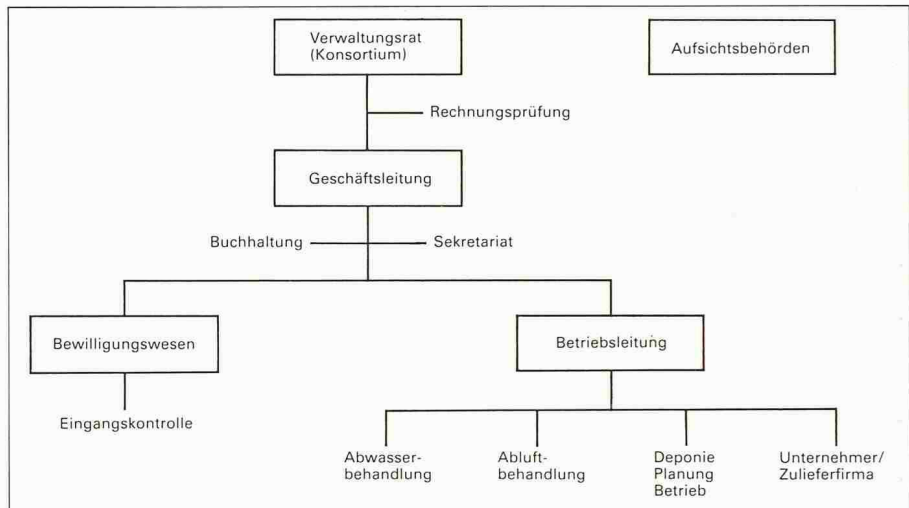 Verwaltungsrat
(Konsortium)
Aufsichtsbehörden
Rechnungsprüfung
Geschäftsleitung
Buchhaltung
Sekretariat
Bewilligungswesen
Betriebsleitung
Eingangskontrolle
Abwasser-
behandlung
Abluft-
behandlung
Deponie
Planung
Betrieb
Unternehmer/
Zulieferfirma